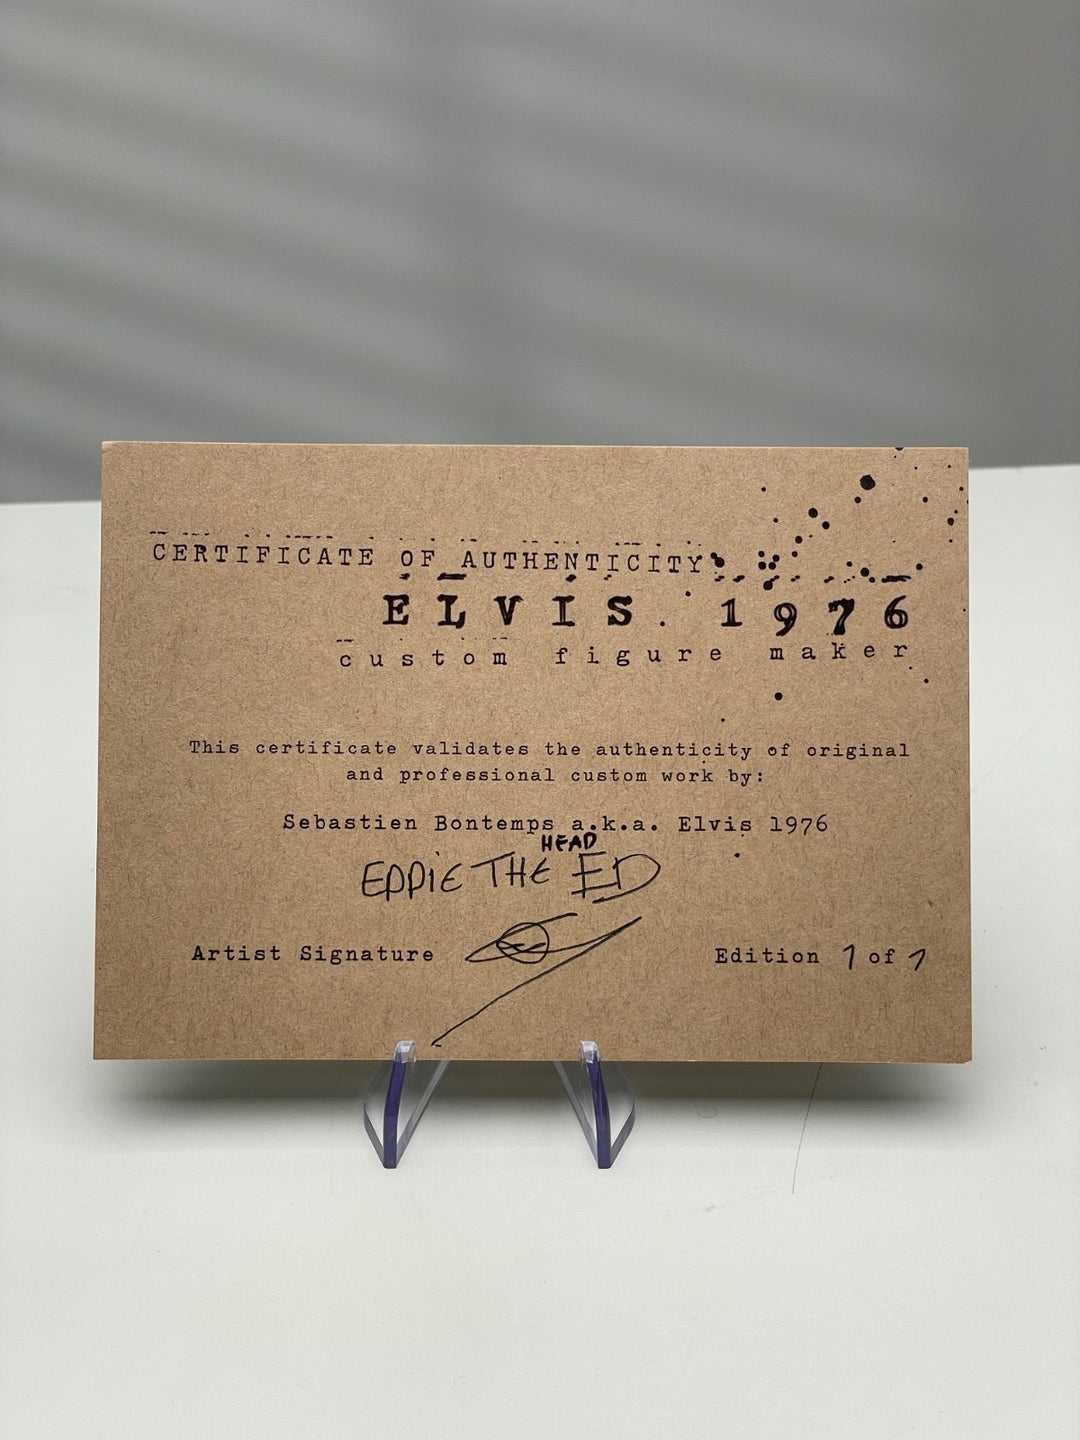 CERTIFICATE OF AUTHENTICITY
ELVIS. 1976
custom figure maker
This certificate validates the authenticity of original
and professional custom work by:
Sebastien Bontemps a.k.a. Elvis 1976
HEAD
EDDIE THE ED
Artist Signature
Edition 1 of 1